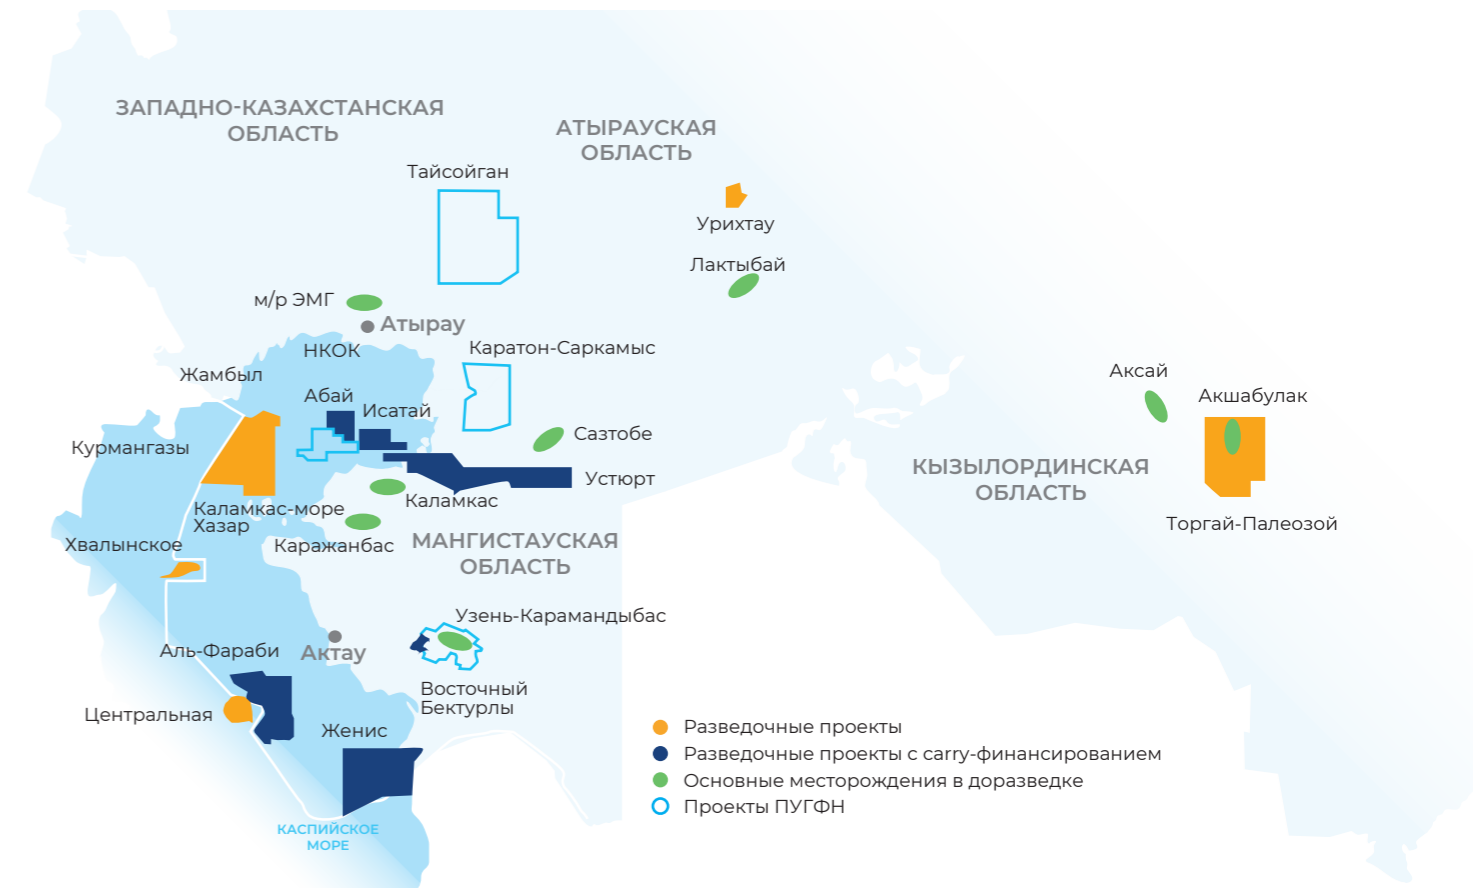 ЗАПАДНО-КАЗАХСТАНСКАЯ
ОБЛАСТЬ
АТЫРАУСКАЯ
ОБЛАСТЬ
Тайсойган
Урихтау
Лактыбай
м/р ЭМГ
Атырау
НКОК
Каратон-Саркамыс
Жамбыл
Абай
Исатай
Аксай
Акшабулак
Курмангазы
Сазтобе
КЫЗЫЛОРДИНСКАЯ
ОБЛАСТЬ
Устюрт
Каламкас
Каламкас-море
Хазар
Торгай-Палеозой
Хвалынское
Каражанбас
МАНГИСТАУСКАЯ
ОБЛАСТЬ
Узень-Карамандыбас
Аль-Фараби
Актау
Восточный
Бектурлы
Центральная
Женис
Разведочные проекты
Разведочные проекты с carry-финансированием
Основные месторождения в доразведке
Проекты ПУГФН
КАСПИЙСКОЕ
МОРЕ